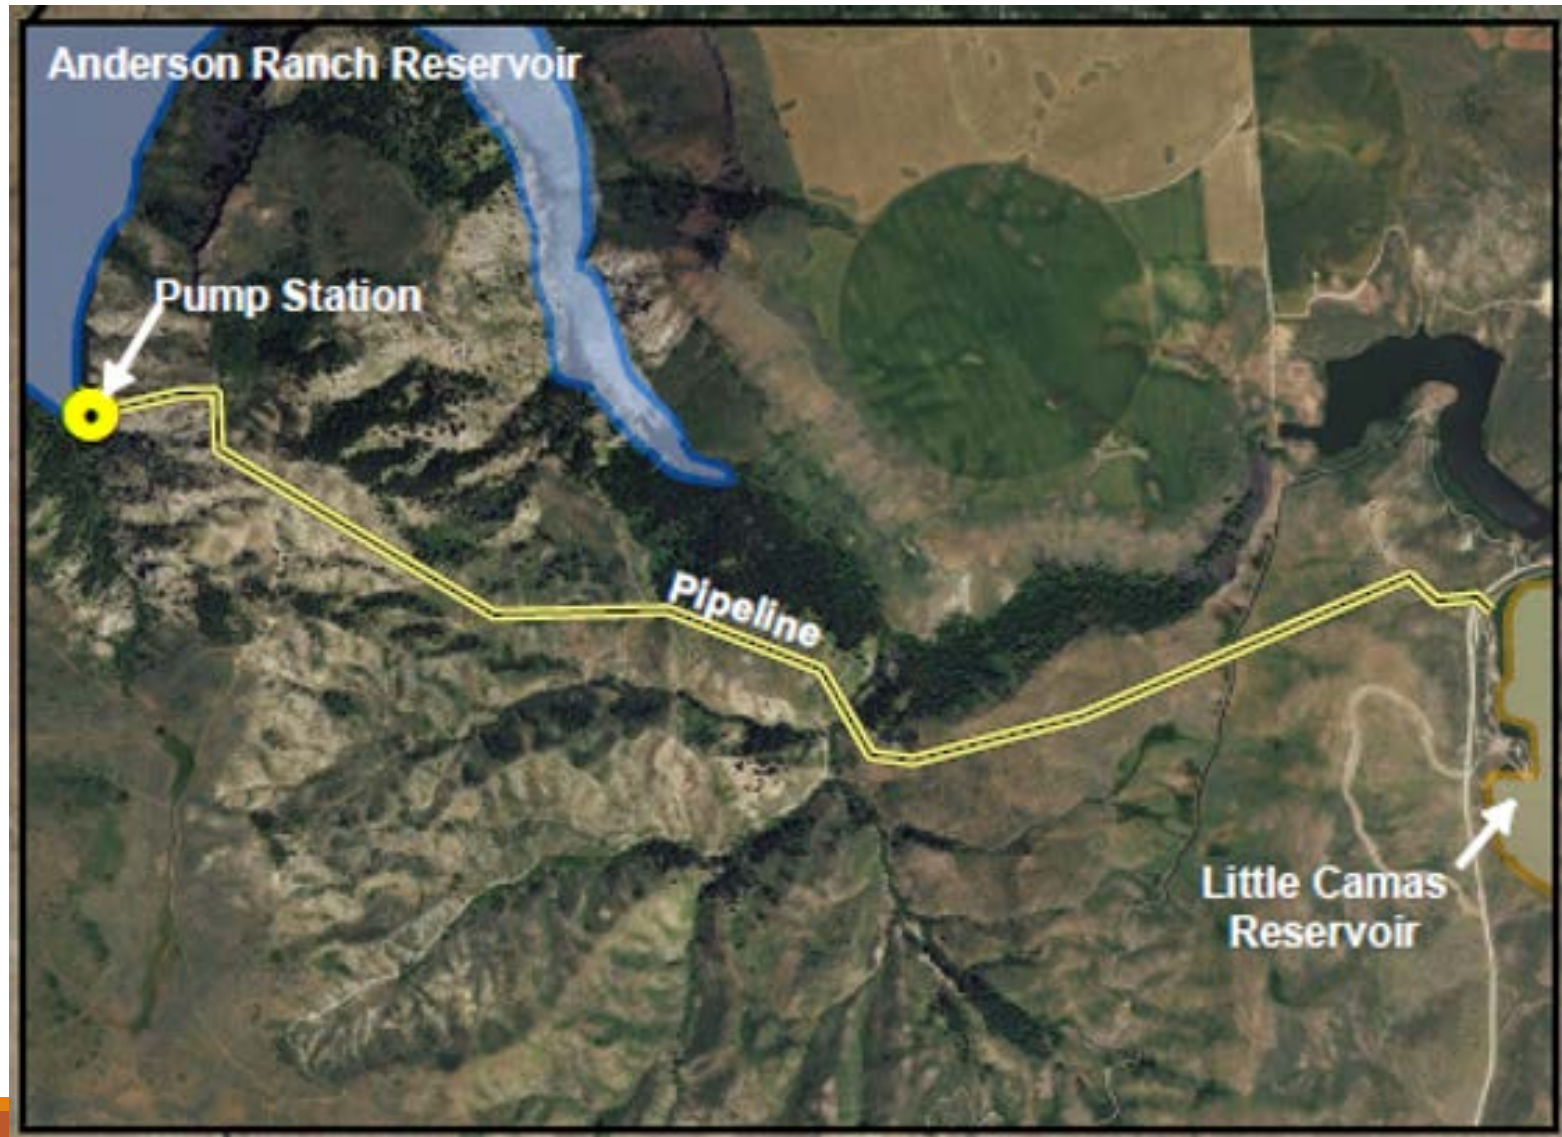 Anderson Ranch Reservoir
Pump Station
Pipeline
Little Camas
Reservoir